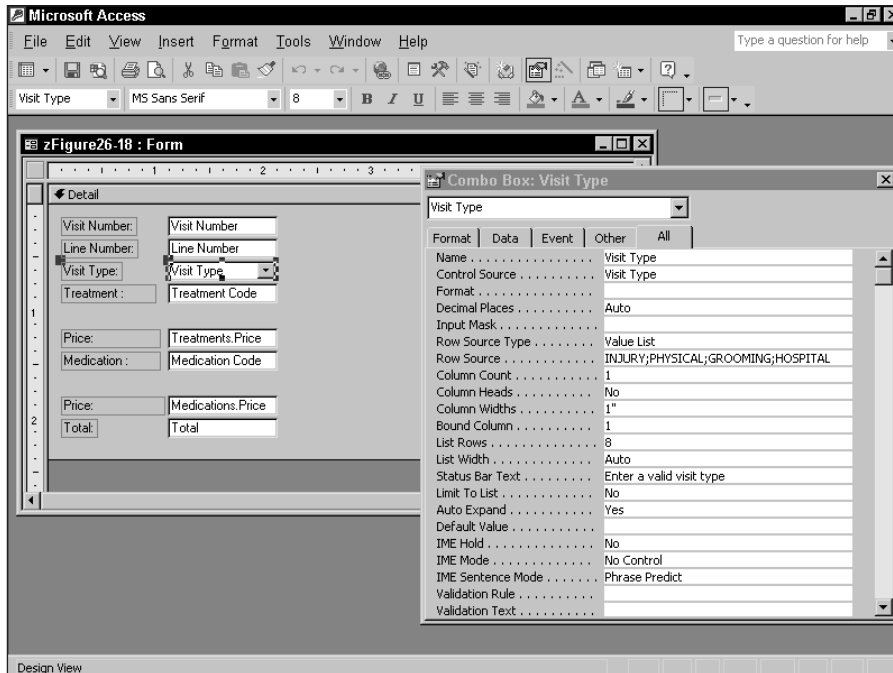 Microsoft Access
File Edit View Insert Format Tools Window Help
Type a question for help
Visit Type MS Sans Serif 8 B I U
zFigure26-18 : Form
1 2 3
Detail
Visit Number: Visit Number
Line Number: Line Number
Visit Type: Visit Type
Treatment : Treatment Code
1
Price: Treatments.Price
Medication : Medication Code
Price: Medications.Price
2
Total: Total
Combo Box: Visit Type
Visit Type
Format Data Event Other All
Name . . . . . . . . . . . . . . . . Visit Type
Control Source . . . . . . . . . . Visit Type
Format . . . . . . . . . . . . . . .
Decimal Places . . . . . . . . . . Auto
Input Mask . . . . . . . . . . . . .
Row Source Type . . . . . . . . Value List
Row Source . . . . . . . . . . . . INJURY;PHYSICAL;GROOMING;HOSPITAL
Column Count . . . . . . . . . . . 1
Column Heads . . . . . . . . . . No
Column Widths . . . . . . . . . . 1"
Bound Column . . . . . . . . . . 1
List Rows . . . . . . . . . . . . . . 8
List Width . . . . . . . . . . . . . Auto
Status Bar Text . . . . . . . . . Enter a valid visit type
Limit To List . . . . . . . . . . . . No
Auto Expand . . . . . . . . . . . Yes
Default Value . . . . . . . . . . .
IME Hold . . . . . . . . . . . . . . No
IME Mode . . . . . . . . . . . . . No Control
IME Sentence Mode . . . . . . . Phrase Predict
Validation Rule . . . . . . . . . .
Validation Text . . . . . . . . . .
Design View